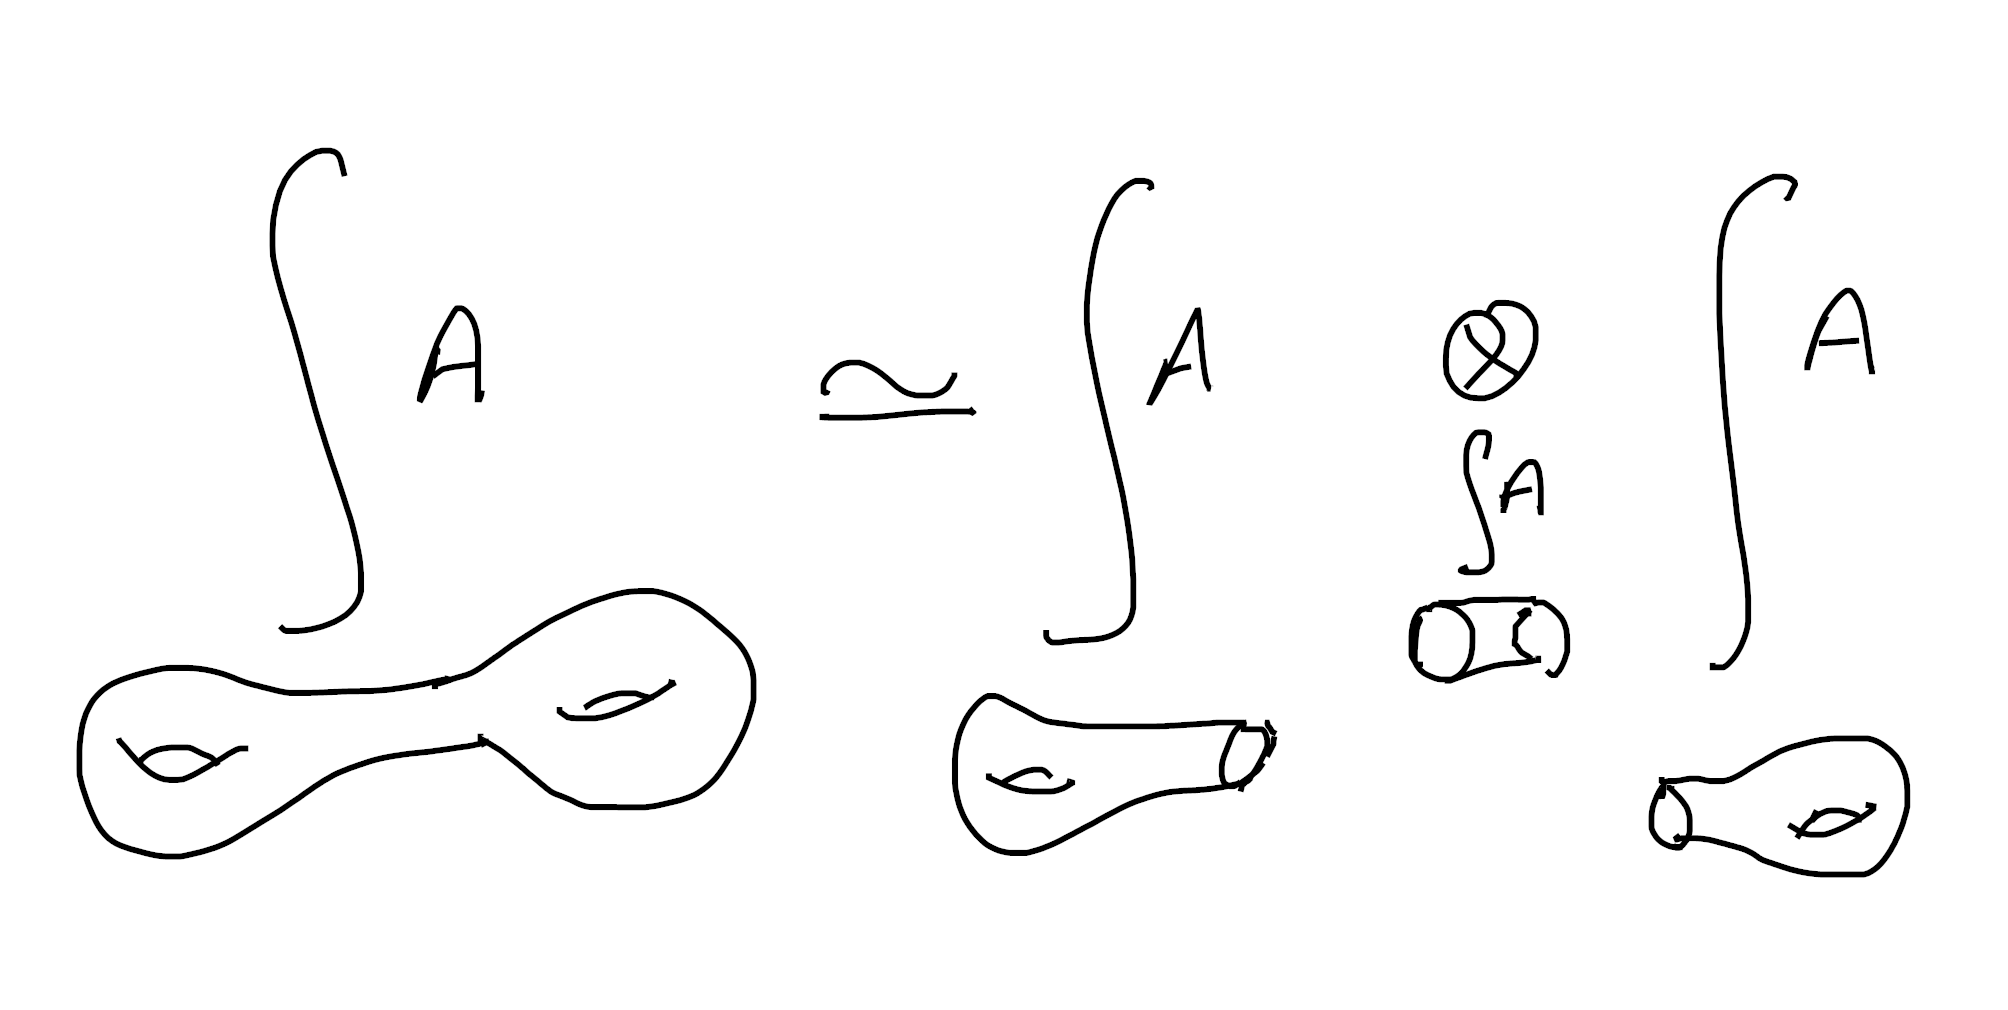 ∫ A ≃ ∫ A ⊗ ∫ A
∫ A